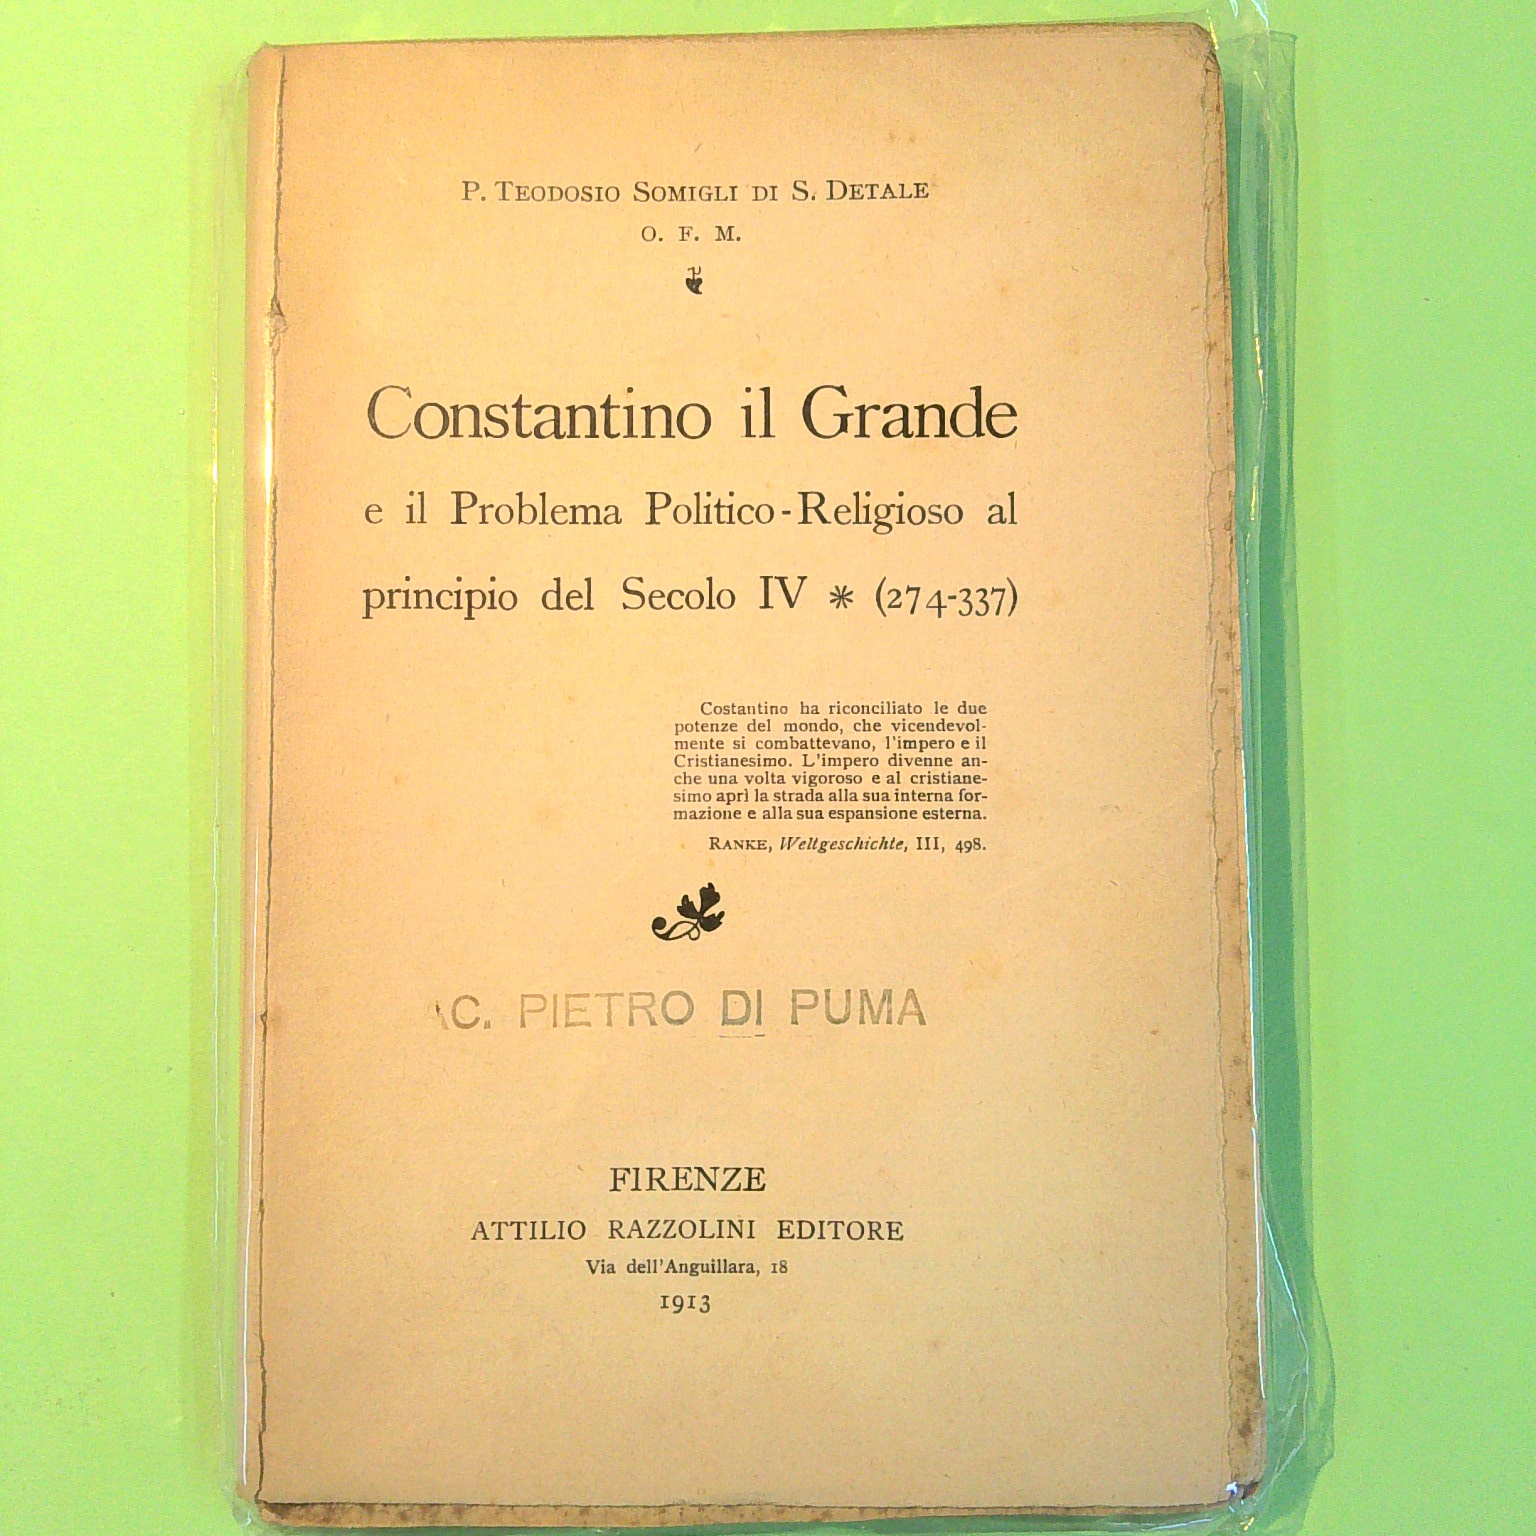 P. TEODOSIO SOMIGLI DI S. DETALE
O. F. M.
Constantino il Grande
e il Problema Politico-Religioso al
principio del Secolo IV * (274-337)
Costantino ha riconciliato le due
potenze del mondo, che vicendevol-
mente si combattevano, l'impero e il
Cristianesimo. L'impero divenne an-
che una volta vigoroso e al cristiane-
simo aprì la strada alla sua interna for-
mazione e alla sua espansione esterna.
RANKE, Weltgeschichte, III, 498.
AC. PIETRO DI PUMA
FIRENZE
ATTILIO RAZZOLINI EDITORE
Via dell'Anguillara, 18
1913